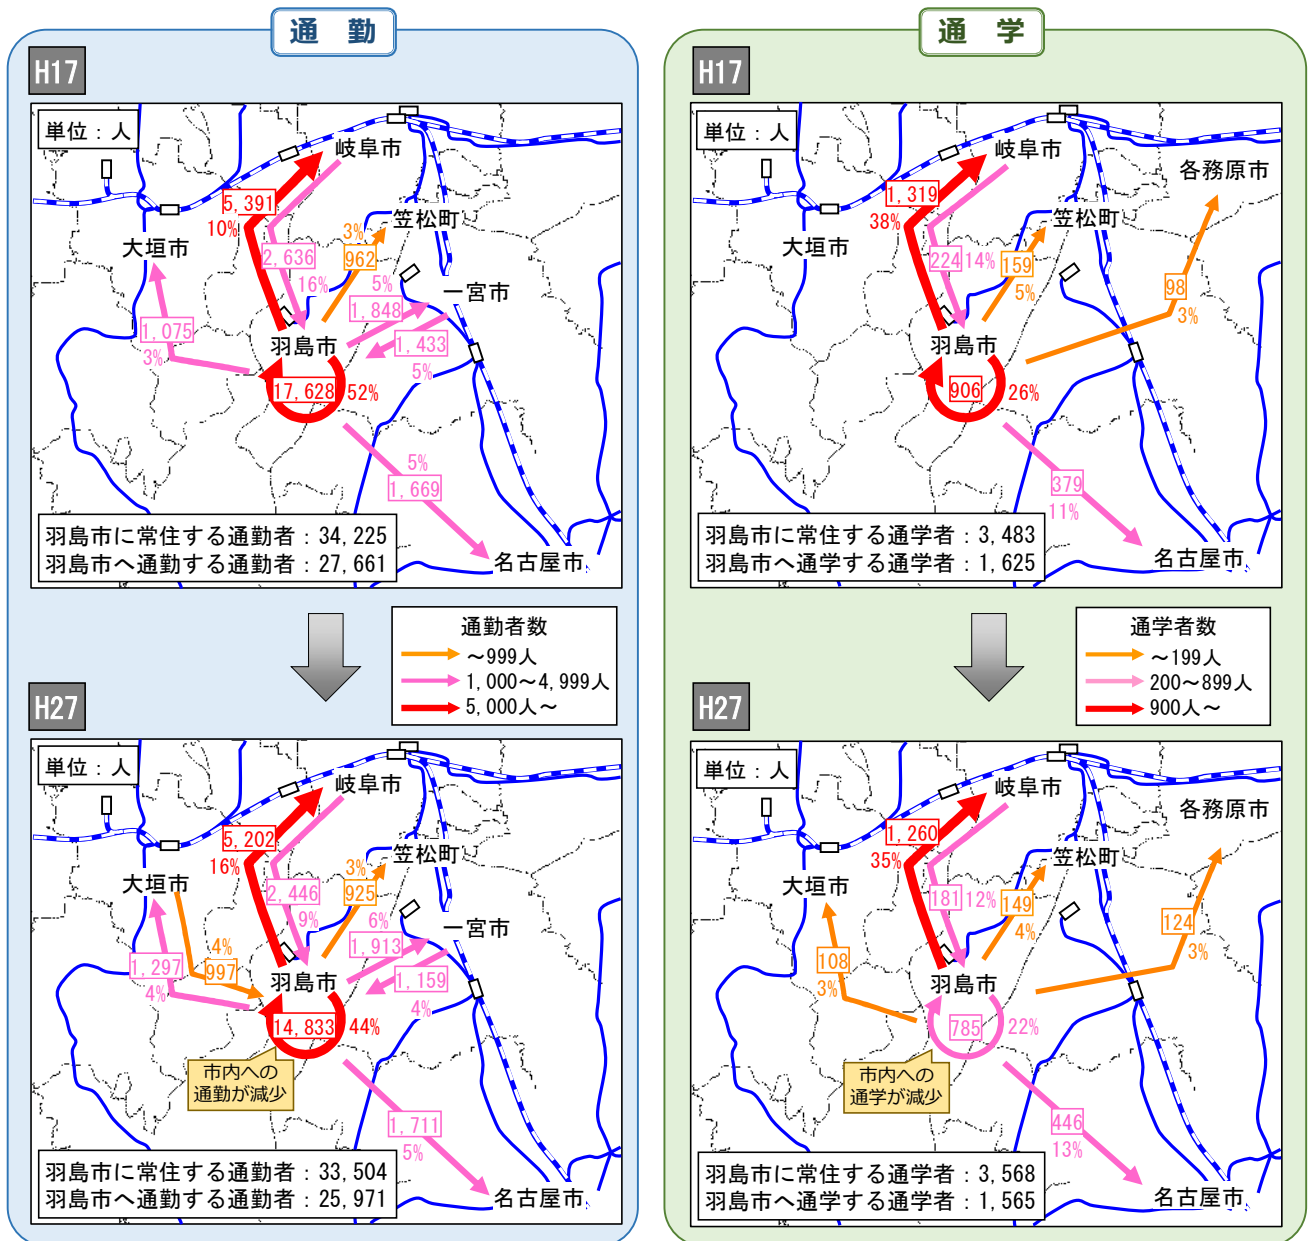 通　勤
H17
単位：人
岐阜市
5,391
10%
笠松町
3%
962
大垣市
2,636
16%
5%
1,848
一宮市
1,075
3%
1,433
5%
羽島市
17,628
52%
5%
1,669
名古屋市
羽島市に常住する通勤者：34,225
羽島市へ通勤する通勤者：27,661
通勤者数
～999人
1,000～4,999人
5,000人～
H27
単位：人
岐阜市
5,202
16%
笠松町
3%
925
大垣市
2,446
9%
6%
1,913
一宮市
4%
997
1,297
4%
1,159
4%
羽島市
14,833
44%
市内への
通勤が減少
1,711
5%
名古屋市
羽島市に常住する通勤者：33,504
羽島市へ通勤する通勤者：25,971
通　学
H17
単位：人
岐阜市
各務原市
1,319
38%
笠松町
大垣市
224
14%
159
5%
98
3%
羽島市
906
26%
379
11%
名古屋市
羽島市に常住する通学者：3,483
羽島市へ通学する通学者：1,625
通学者数
～199人
200～899人
900人～
H27
単位：人
岐阜市
各務原市
1,260
35%
笠松町
大垣市
181
12%
149
4%
124
3%
108
3%
羽島市
785
22%
市内への
通学が減少
446
13%
名古屋市
羽島市に常住する通学者：3,568
羽島市へ通学する通学者：1,565